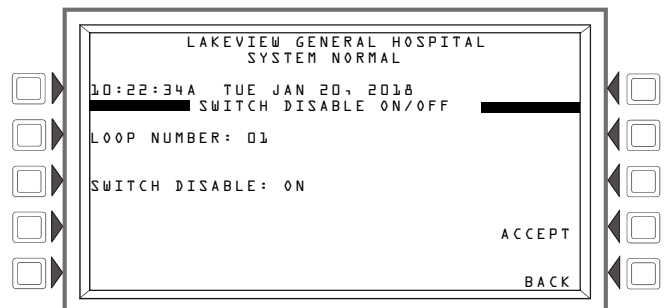 LAKEVIEW GENERAL HOSPITAL
SYSTEM NORMAL
10:22:34A TUE JAN 20, 2018
SWITCH DISABLE ON/OFF
LOOP NUMBER: 01
SWITCH DISABLE: ON
ACCEPT
BACK